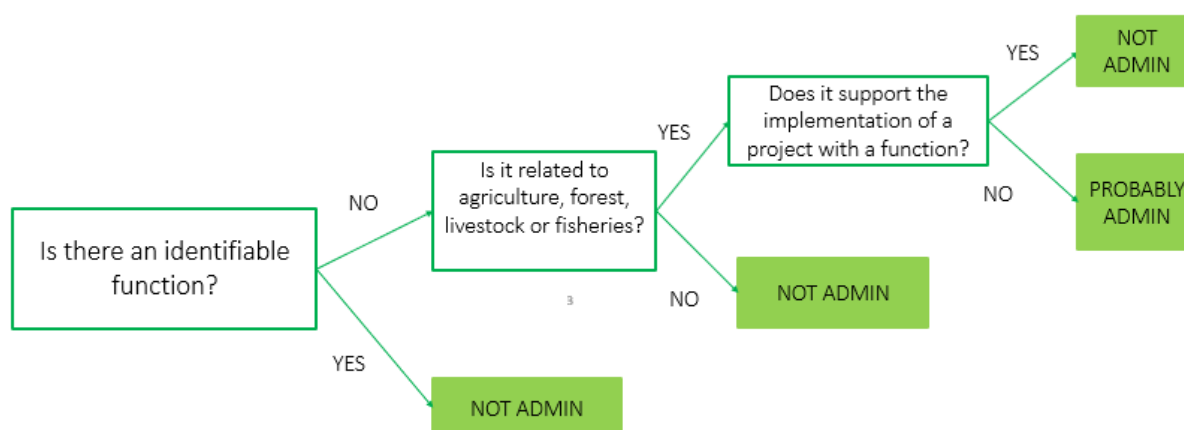 Is there an identifiable
function?
NO
YES
Is it related to
agriculture, forest,
livestock or fisheries?
NOT ADMIN
YES
NO
3
Does it support the
implementation of a
project with a function?
NOT ADMIN
YES
NO
NOT
ADMIN
PROBABLY
ADMIN